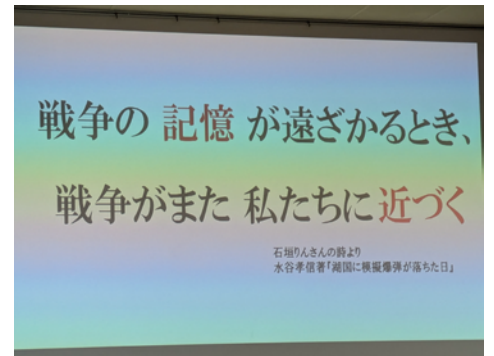 戦争の 記憶 が遠ざかるとき、
戦争がまた 私たちに近づく
石垣りんさんの詩より
水谷孝信著『湖国に模擬爆弾が落ちた日』